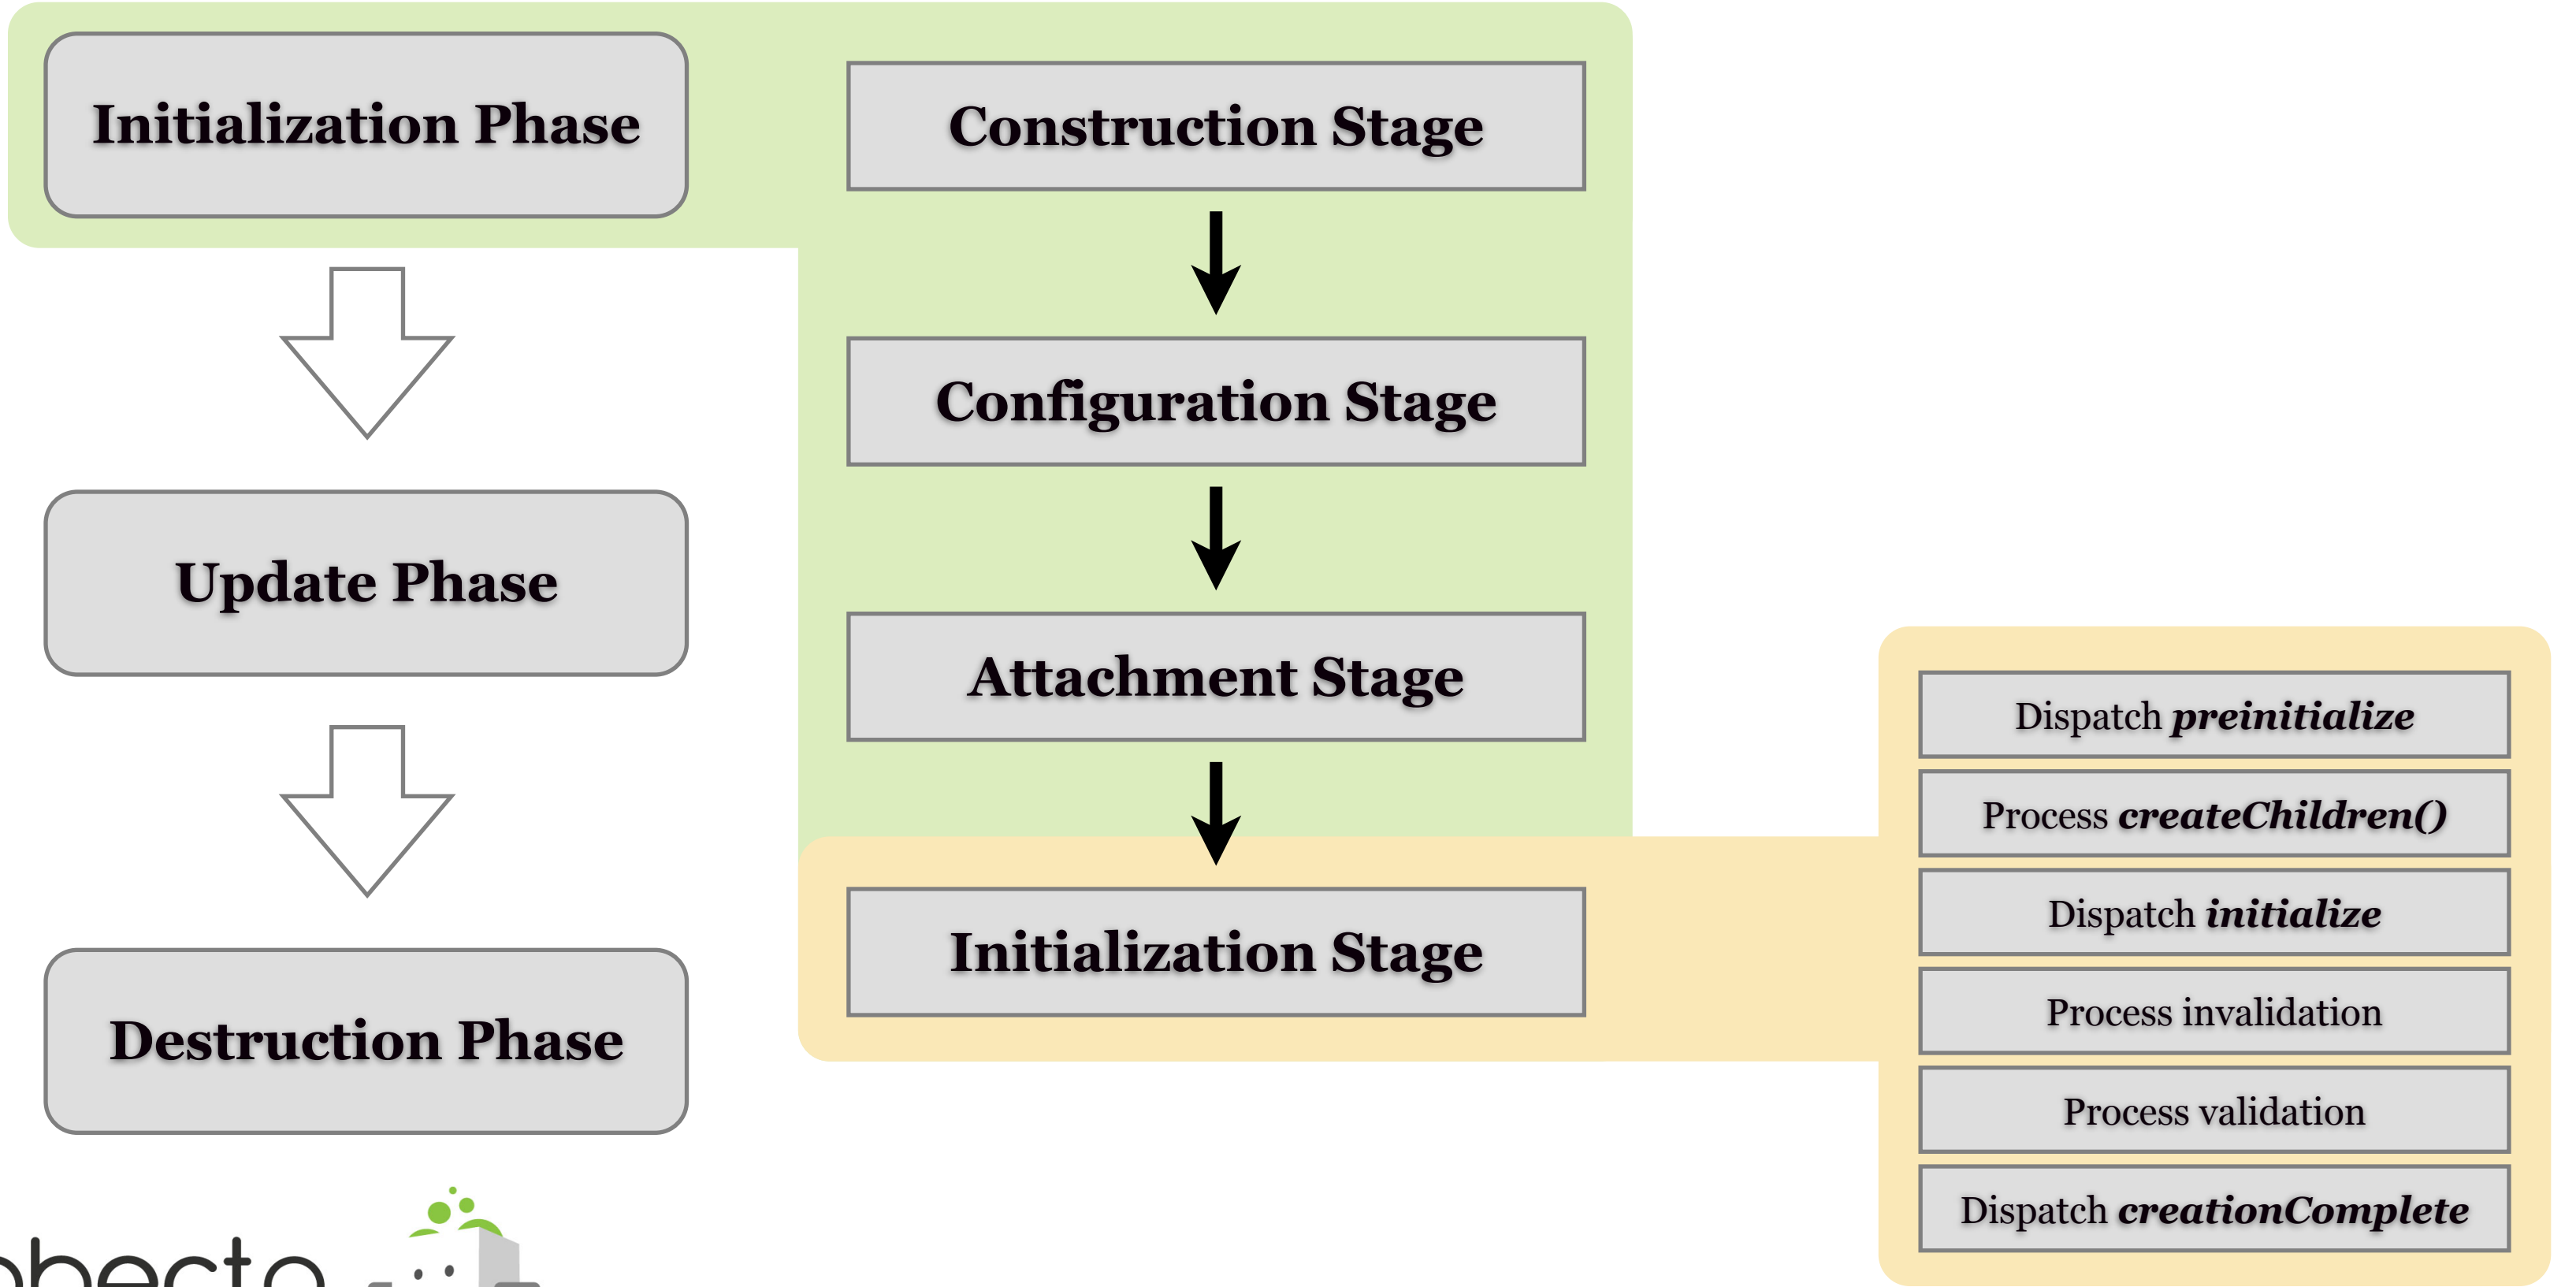 Initialization Phase
Update Phase
Destruction Phase
Construction Stage
Configuration Stage
Attachment Stage
Initialization Stage
Dispatch preinitialize
Process createChildren()
Dispatch initialize
Process invalidation
Process validation
Dispatch creationComplete